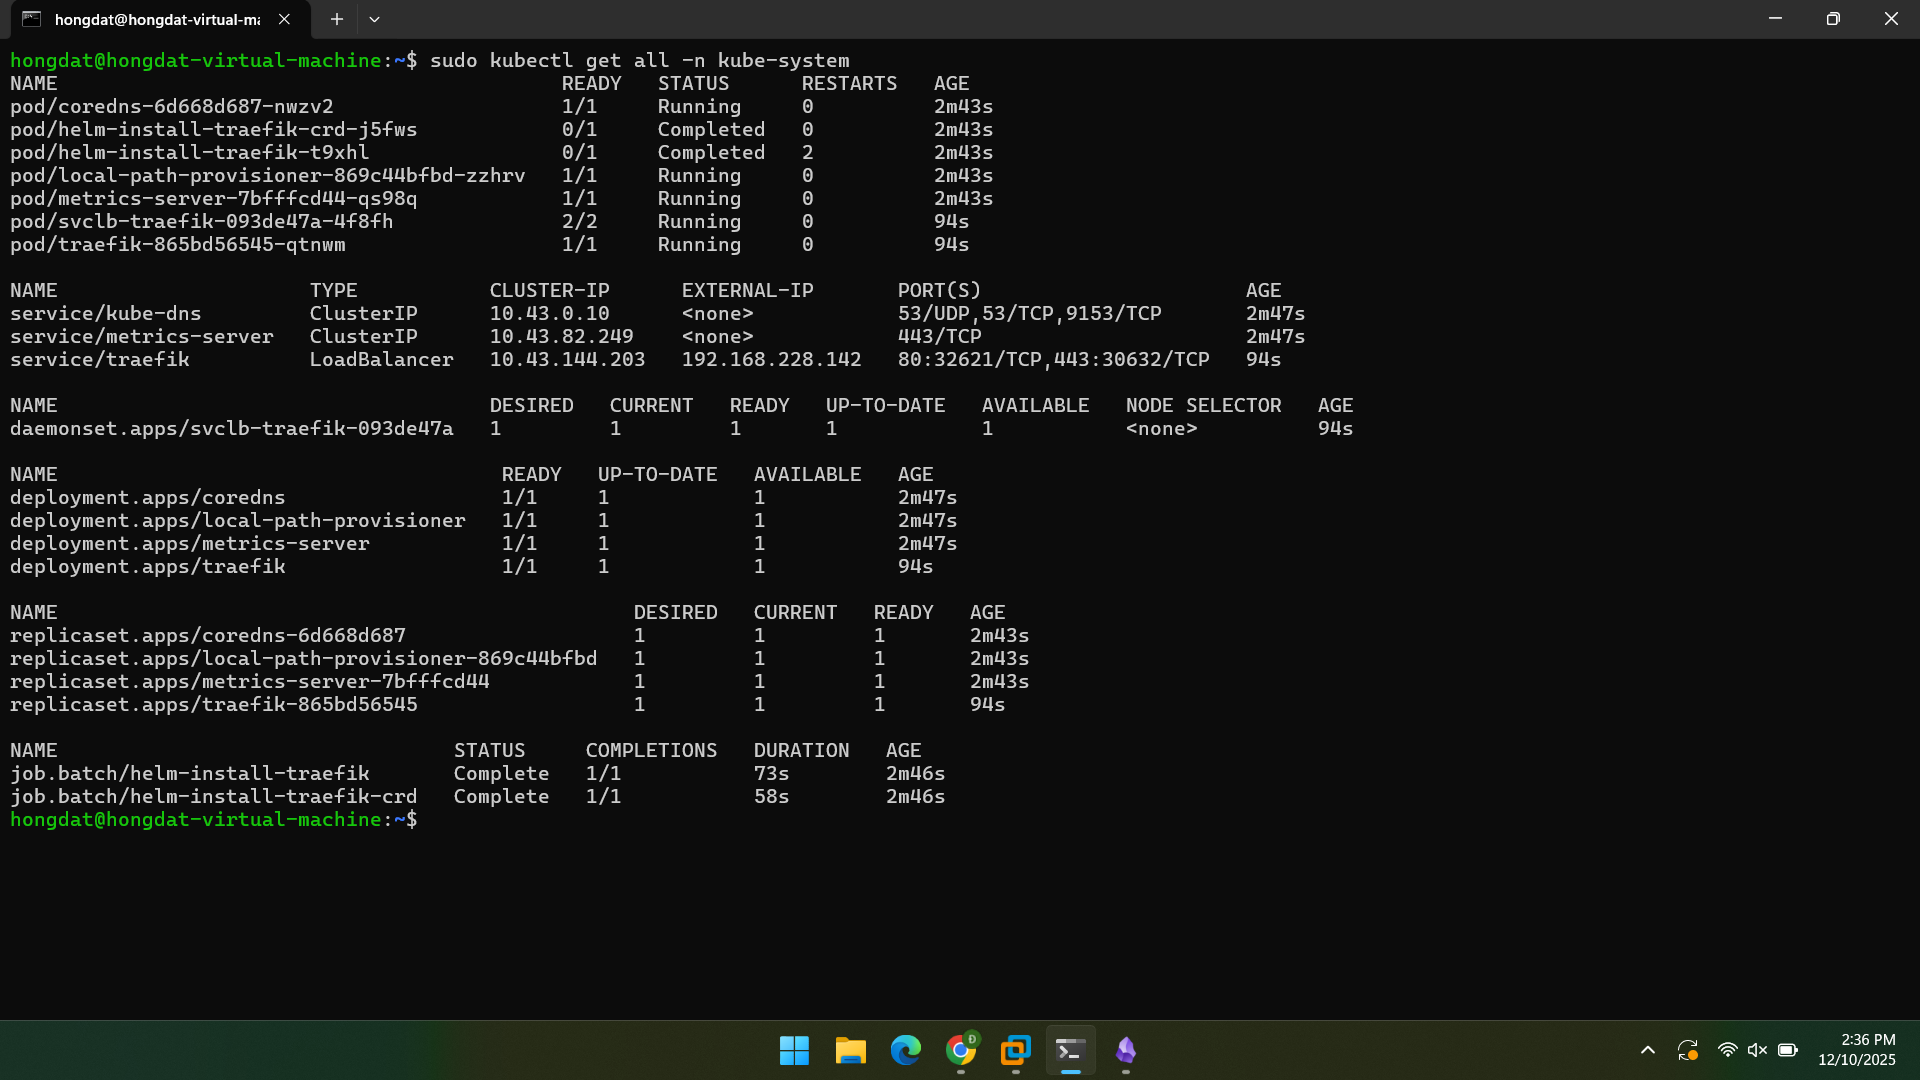 hongdat@hongdat-virtual-ma
hongdat@hongdat-virtual-machine:~$ sudo kubectl get all -n kube-system
NAME READY STATUS RESTARTS AGE
pod/coredns-6d668d687-nwzv2 1/1 Running 0 2m43s
pod/helm-install-traefik-crd-j5fws 0/1 Completed 0 2m43s
pod/helm-install-traefik-t9xhl 0/1 Completed 2 2m43s
pod/local-path-provisioner-869c44bfbd-zzhrv 1/1 Running 0 2m43s
pod/metrics-server-7bfffcd44-qs98q 1/1 Running 0 2m43s
pod/svclb-traefik-093de47a-4f8fh 2/2 Running 0 94s
pod/traefik-865bd56545-qtnwm 1/1 Running 0 94s
NAME TYPE CLUSTER-IP EXTERNAL-IP PORT(S) AGE
service/kube-dns ClusterIP 10.43.0.10 <none> 53/UDP,53/TCP,9153/TCP 2m47s
service/metrics-server ClusterIP 10.43.82.249 <none> 443/TCP 2m47s
service/traefik LoadBalancer 10.43.144.203 192.168.228.142 80:32621/TCP,443:30632/TCP 94s
NAME DESIRED CURRENT READY UP-TO-DATE AVAILABLE NODE SELECTOR AGE
daemonset.apps/svclb-traefik-093de47a 1 1 1 1 1 <none> 94s
NAME READY UP-TO-DATE AVAILABLE AGE
deployment.apps/coredns 1/1 1 1 2m47s
deployment.apps/local-path-provisioner 1/1 1 1 2m47s
deployment.apps/metrics-server 1/1 1 1 2m47s
deployment.apps/traefik 1/1 1 1 94s
NAME DESIRED CURRENT READY AGE
replicaset.apps/coredns-6d668d687 1 1 1 2m43s
replicaset.apps/local-path-provisioner-869c44bfbd 1 1 1 2m43s
replicaset.apps/metrics-server-7bfffcd44 1 1 1 2m43s
replicaset.apps/traefik-865bd56545 1 1 1 94s
NAME STATUS COMPLETIONS DURATION AGE
job.batch/helm-install-traefik Complete 1/1 73s 2m46s
job.batch/helm-install-traefik-crd Complete 1/1 58s 2m46s
hongdat@hongdat-virtual-machine:~$
Đ
2:36 PM
12/10/2025